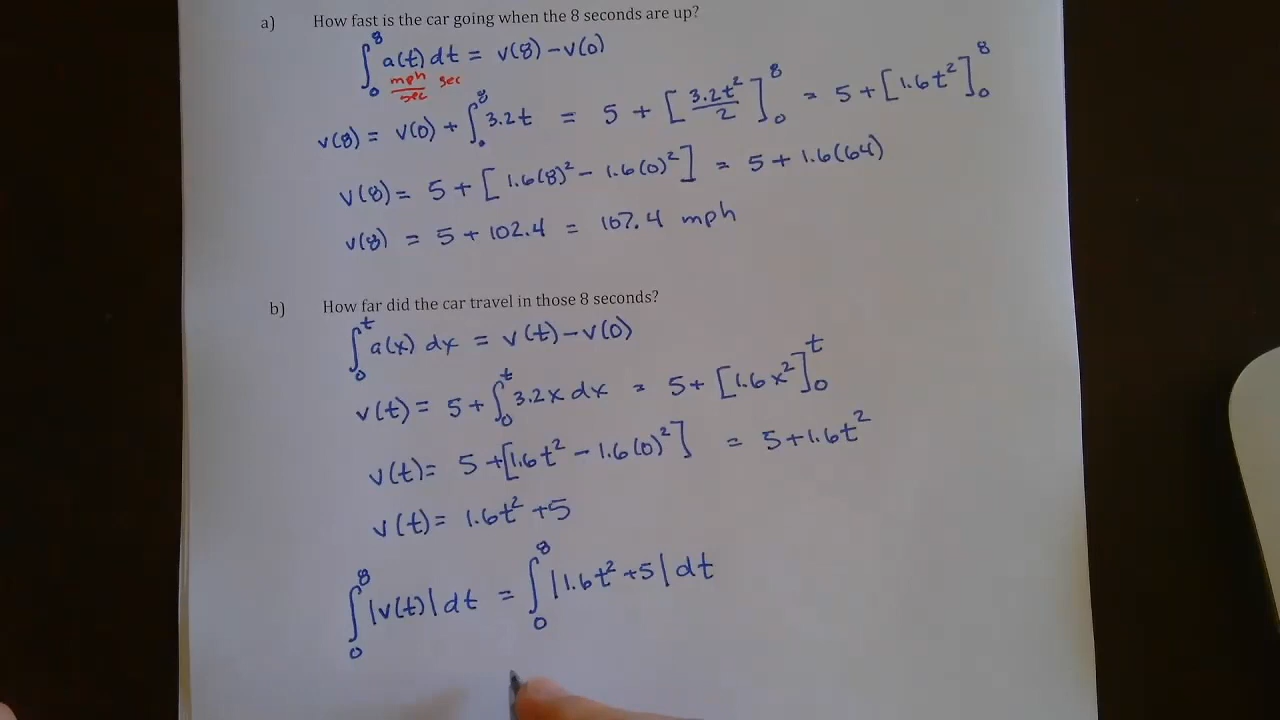 a) How fast is the car going when the 8 seconds are up?
∫₀⁸ a(t) dt = v(8) − v(0)
mph/sec sec
v(8) = v(0) + ∫₀⁸ 3.2t = 5 + [3.2t²/2]₀⁸ = 5 + [1.6t²]₀⁸
v(8) = 5 + [1.6(8)² − 1.6(0)²] = 5 + 1.6(64)
v(8) = 5 + 102.4 = 107.4 mph
b) How far did the car travel in those 8 seconds?
∫₀ᵗ a(x) dx = v(t) − v(0)
v(t) = 5 + ∫₀ᵗ 3.2x dx = 5 + [1.6x²]₀ᵗ
v(t) = 5 + [1.6t² − 1.6(0)²] = 5 + 1.6t²
v(t) = 1.6t² + 5
∫₀⁸ |v(t)| dt = ∫₀⁸ |1.6t² + 5| dt